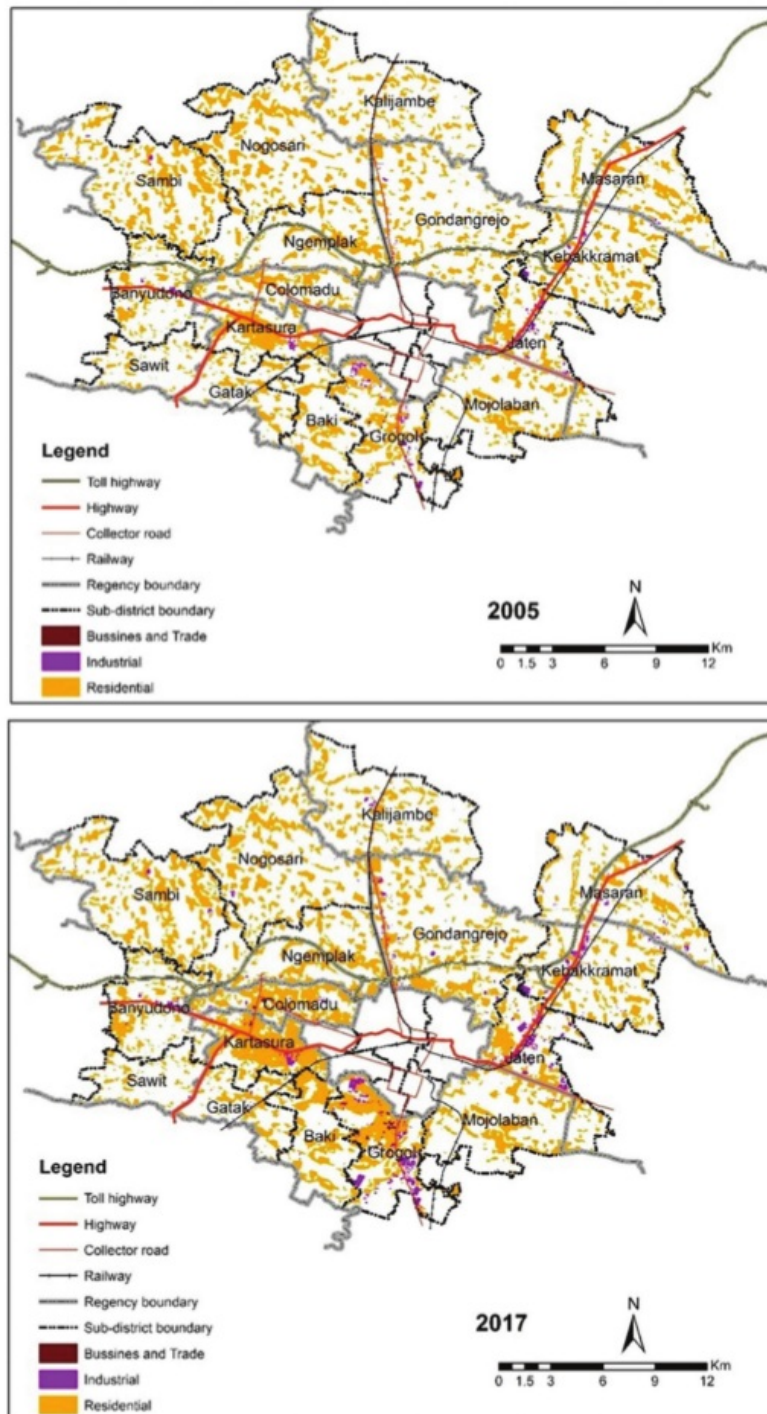 Kalijambe
Nogosari
Masaran
Sambi
Gondangrejo
Ngemplak
Kebakkramat
Banyudono
Colomadu
Kartasura
Jaten
Sawit
Gatak
Mojolaban
Baki
Grogol
Legend
Toll highway
Highway
Collector road
Railway
Regency boundary
Sub-district boundary
Bussines and Trade
Industrial
Residential
2005
N
Km
0 1.5 3 6 9 12
Kalijambe
Nogosari
Masaran
Sambi
Gondangrejo
Ngemplak
Kebakkramat
Banyudono
Colomadu
Kartasura
Jaten
Sawit
Gatak
Mojolaban
Baki
Grogol
Legend
Toll highway
Highway
Collector road
Railway
Regency boundary
Sub-district boundary
Bussines and Trade
Industrial
Residential
2017
N
Km
0 1.5 3 6 9 12